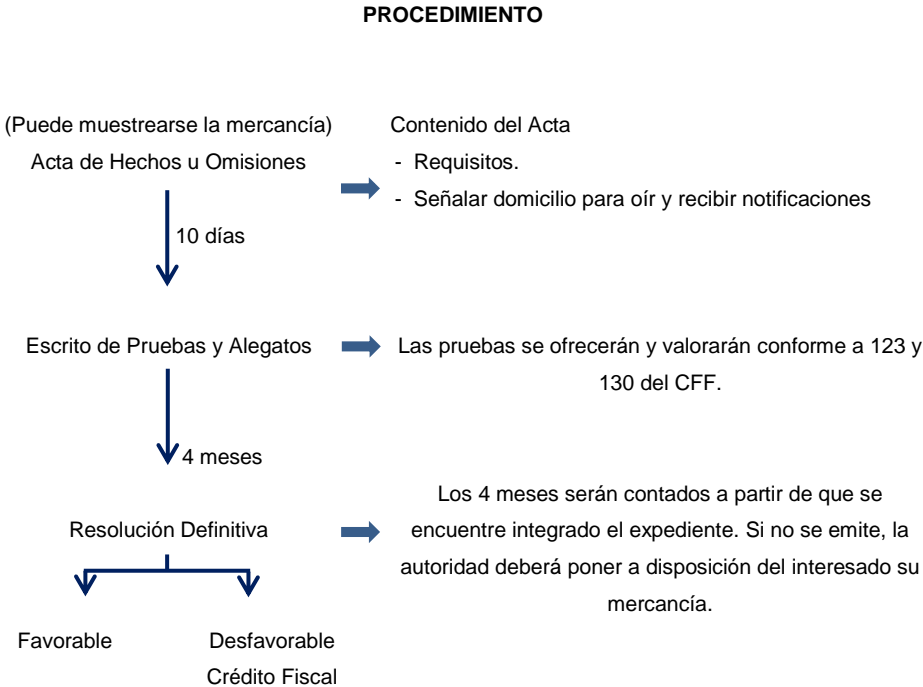 PROCEDIMIENTO
(Puede muestrearse la mercancía)
Acta de Hechos u Omisiones
Contenido del Acta
- Requisitos.
- Señalar domicilio para oír y recibir notificaciones
10 días
Escrito de Pruebas y Alegatos
Las pruebas se ofrecerán y valorarán conforme a 123 y
130 del CFF.
4 meses
Resolución Definitiva
Los 4 meses serán contados a partir de que se
encuentre integrado el expediente. Si no se emite, la
autoridad deberá poner a disposición del interesado su
mercancía.
Favorable
Desfavorable
Crédito Fiscal